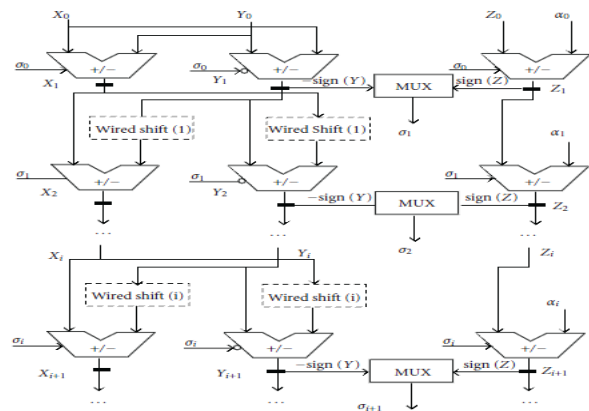 X0 Y0 Z0 α0
σ0 +/− σ0 +/− −sign (Y) MUX σ0 sign (Z) +/−
X1 Y1 Z1
σ1
Wired shift (1) Wired Shift (1) α1
σ1 +/− σ1 +/− σ1 +/−
X2 Y2 −sign (Y) MUX sign (Z) Z2
σ2
... ... ...
Xi Yi Zi
Wired shift (i) Wired shift (i) αi
σi +/− σi +/− σi +/−
Xi+1 Yi+1 −sign (Y) MUX sign (Z) Zi+1
σi+1
... ... ...